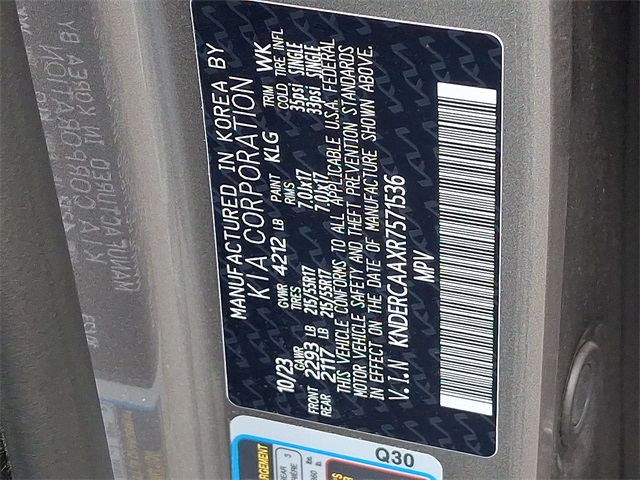 MANUFACTURED IN KOREA BY
KIA CORPORATION
10/23 GVWR 4212 LB PAINT KLG TRIM WK
GAWR TIRES RIMS COLD TIRE INFL
FRONT 2293 LB 215/55R17 7.0Jx17 35psi SINGLE
REAR 2117 LB 215/55R17 7.0Jx17 33psi SINGLE
THIS VEHICLE CONFORMS TO ALL APPLICABLE U.S.A. FEDERAL
MOTOR VEHICLE SAFETY AND THEFT PREVENTION STANDARDS
IN EFFECT ON THE DATE OF MANUFACTURE SHOWN ABOVE.
V.I.N KNDERCAAXR7571536
MPV
Q30